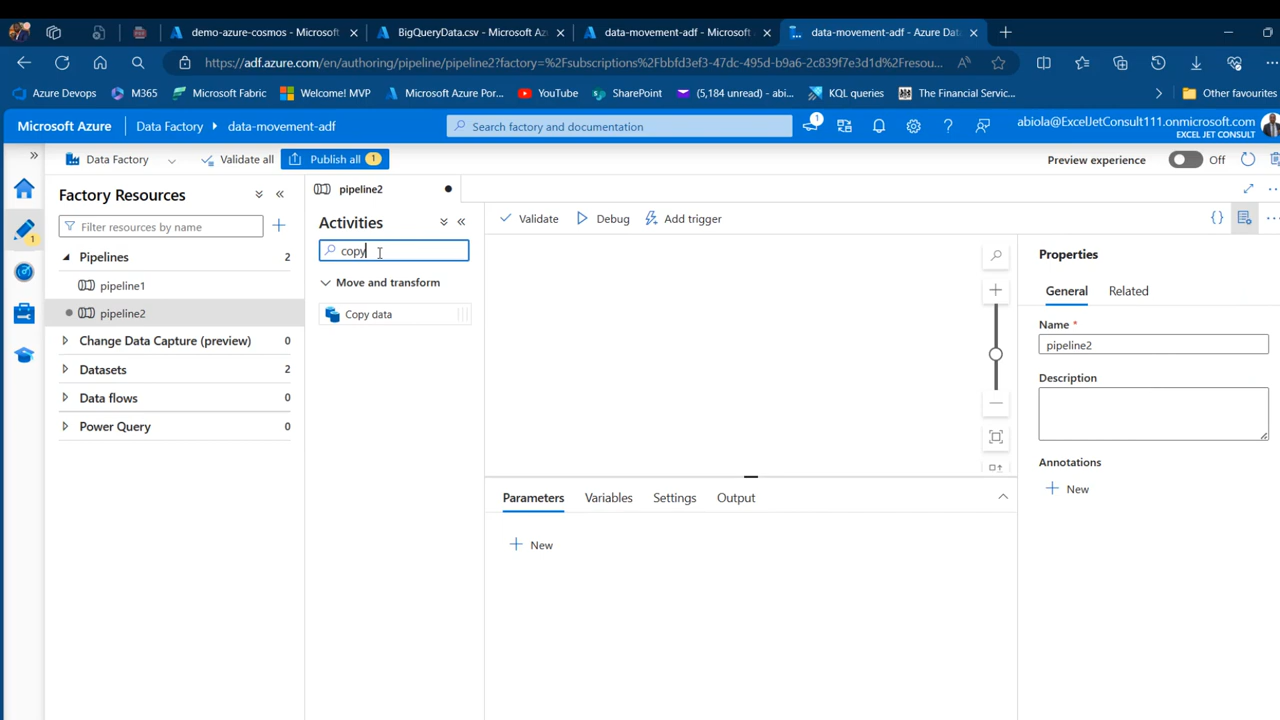 demo-azure-cosmos - Microsoft
BigQueryData.csv - Microsoft Az
data-movement-adf - Microsoft
data-movement-adf - Azure Data
https://adf.azure.com/en/authoring/pipeline/pipeline2?factory=%2Fsubscriptions%2Fbbfd3ef3-47dc-495d-b9a6-2c839f7e3d1d%2Fresou...
Azure Devops
M365
Microsoft Fabric
Welcome! MVP
Microsoft Azure Por...
YouTube
SharePoint
(5,184 unread) - abi...
KQL queries
The Financial Servic...
Other favourites
Microsoft Azure
Data Factory
data-movement-adf
Search factory and documentation
1
abiola@ExcelJetConsult111.onmicrosoft.com
EXCEL JET CONSULT
Data Factory
Validate all
Publish all 1
Preview experience
Off
Factory Resources
pipeline2
Activities
Validate
Debug
Add trigger
{}
Filter resources by name
1
copy
Properties
Pipelines 2
Move and transform
General
Related
pipeline1
Copy data
pipeline2
Name *
pipeline2
Change Data Capture (preview) 0
Datasets 2
Description
Data flows 0
Power Query 0
Annotations
New
Parameters
Variables
Settings
Output
New